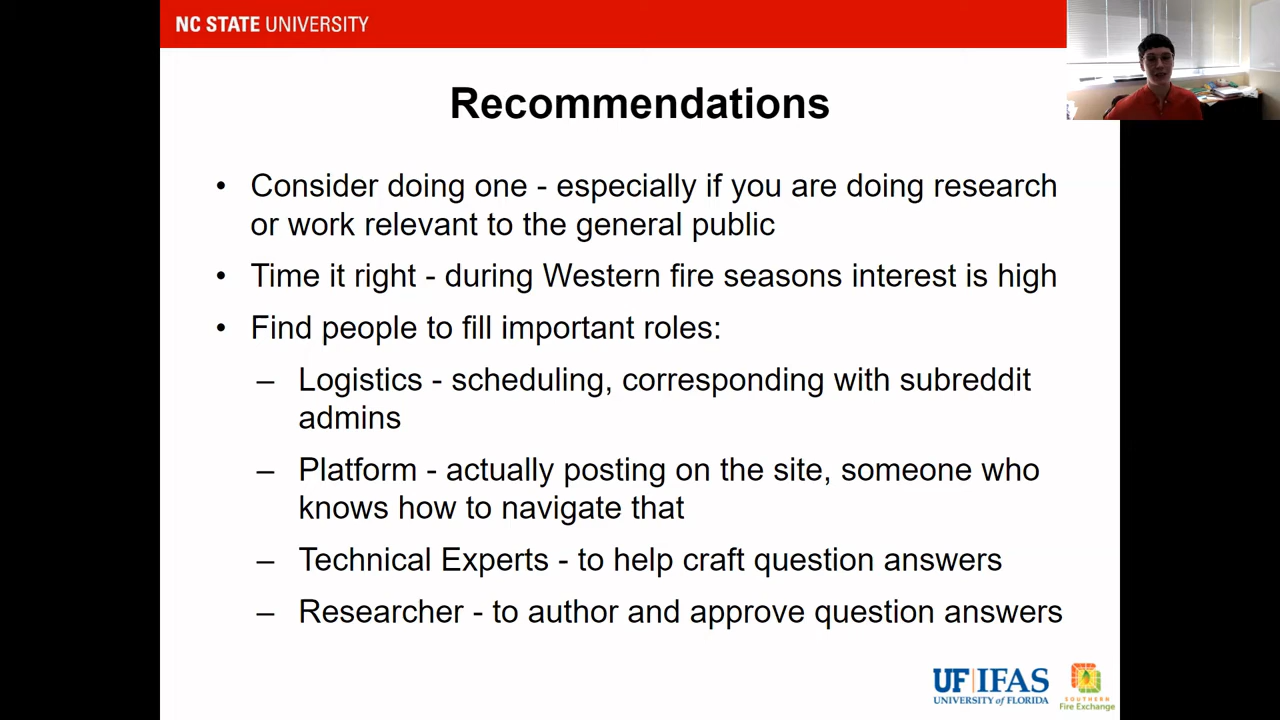 NC STATE UNIVERSITY
Recommendations
• Consider doing one - especially if you are doing research
or work relevant to the general public
• Time it right - during Western fire seasons interest is high
• Find people to fill important roles:
– Logistics - scheduling, corresponding with subreddit
admins
– Platform - actually posting on the site, someone who
knows how to navigate that
– Technical Experts - to help craft question answers
– Researcher - to author and approve question answers
UF|IFAS
UNIVERSITY of FLORIDA
SOUTHERN
Fire Exchange